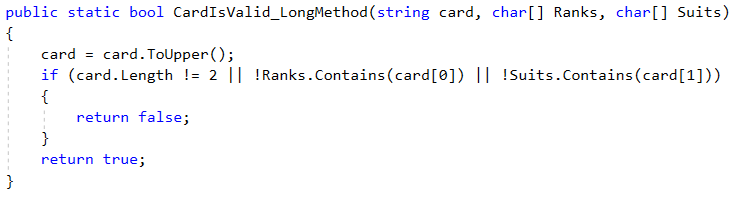 public static bool CardIsValid_LongMethod(string card, char[] Ranks, char[] Suits)
{
    card = card.ToUpper();
    if (card.Length != 2 || !Ranks.Contains(card[0]) || !Suits.Contains(card[1]))
    {
        return false;
    }
    return true;
}